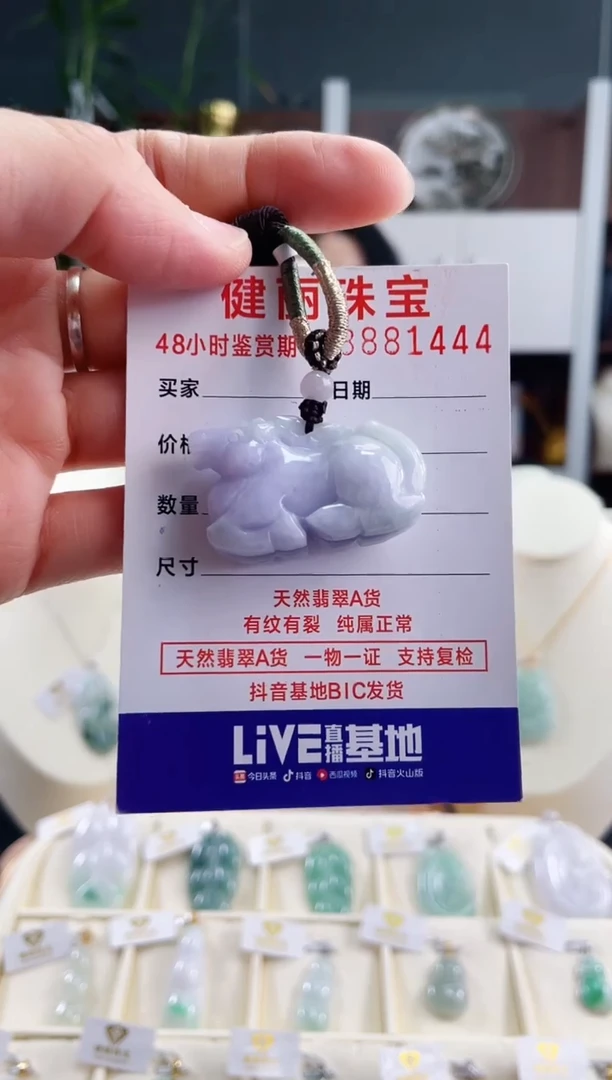 健丽珠宝
48小时鉴赏期 8881444
买家 日期
价格
数量
尺寸
天然翡翠A货
有纹有裂 纯属正常
天然翡翠A货 一物一证 支持复检
抖音基地BIC发货
LiVE直播基地
今日头条 抖音 西瓜视频 抖音火山版